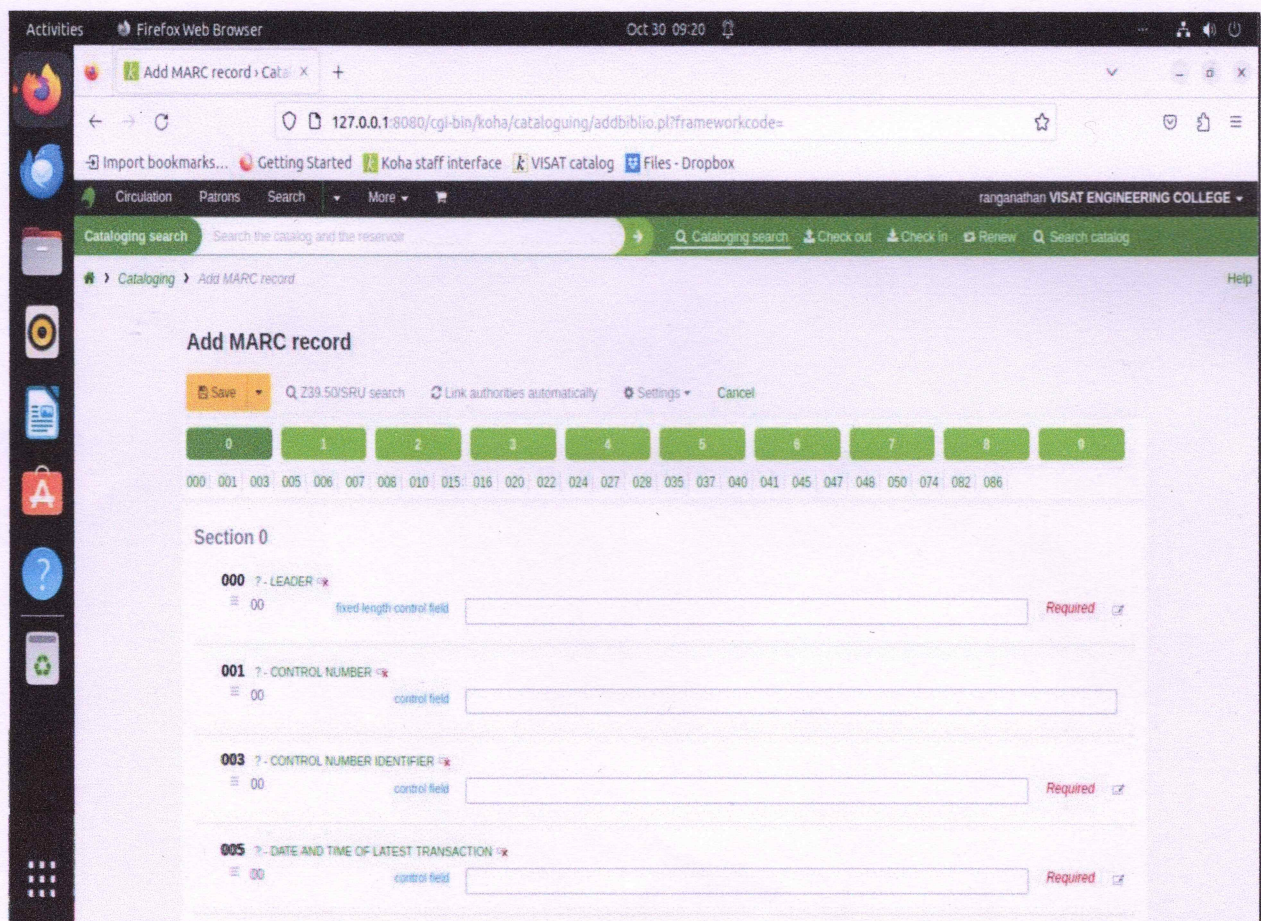 Activities Firefox Web Browser Oct 30 09:20
Add MARC record › Cata
127.0.0.1:8080/cgi-bin/koha/cataloguing/addbiblio.pl?frameworkcode=
Import bookmarks... Getting Started Koha staff interface VISAT catalog Files - Dropbox
Circulation Patrons Search More ranganathan VISAT ENGINEERING COLLEGE
Cataloging search Search the catalog and the reservoir Cataloging search Check out Check in Renew Search catalog
Cataloging Add MARC record Help
Add MARC record
Save Z39.50/SRU search Link authorities automatically Settings Cancel
0 1 2 3 4 5 6 7 8 9
000 001 003 005 006 007 008 010 015 016 020 022 024 027 028 035 037 040 041 045 047 048 050 074 082 086
Section 0
000 ? - LEADER
00 fixed length control field Required
001 ? - CONTROL NUMBER
00 control field
003 ? - CONTROL NUMBER IDENTIFIER
00 control field Required
005 ? - DATE AND TIME OF LATEST TRANSACTION
00 control field Required